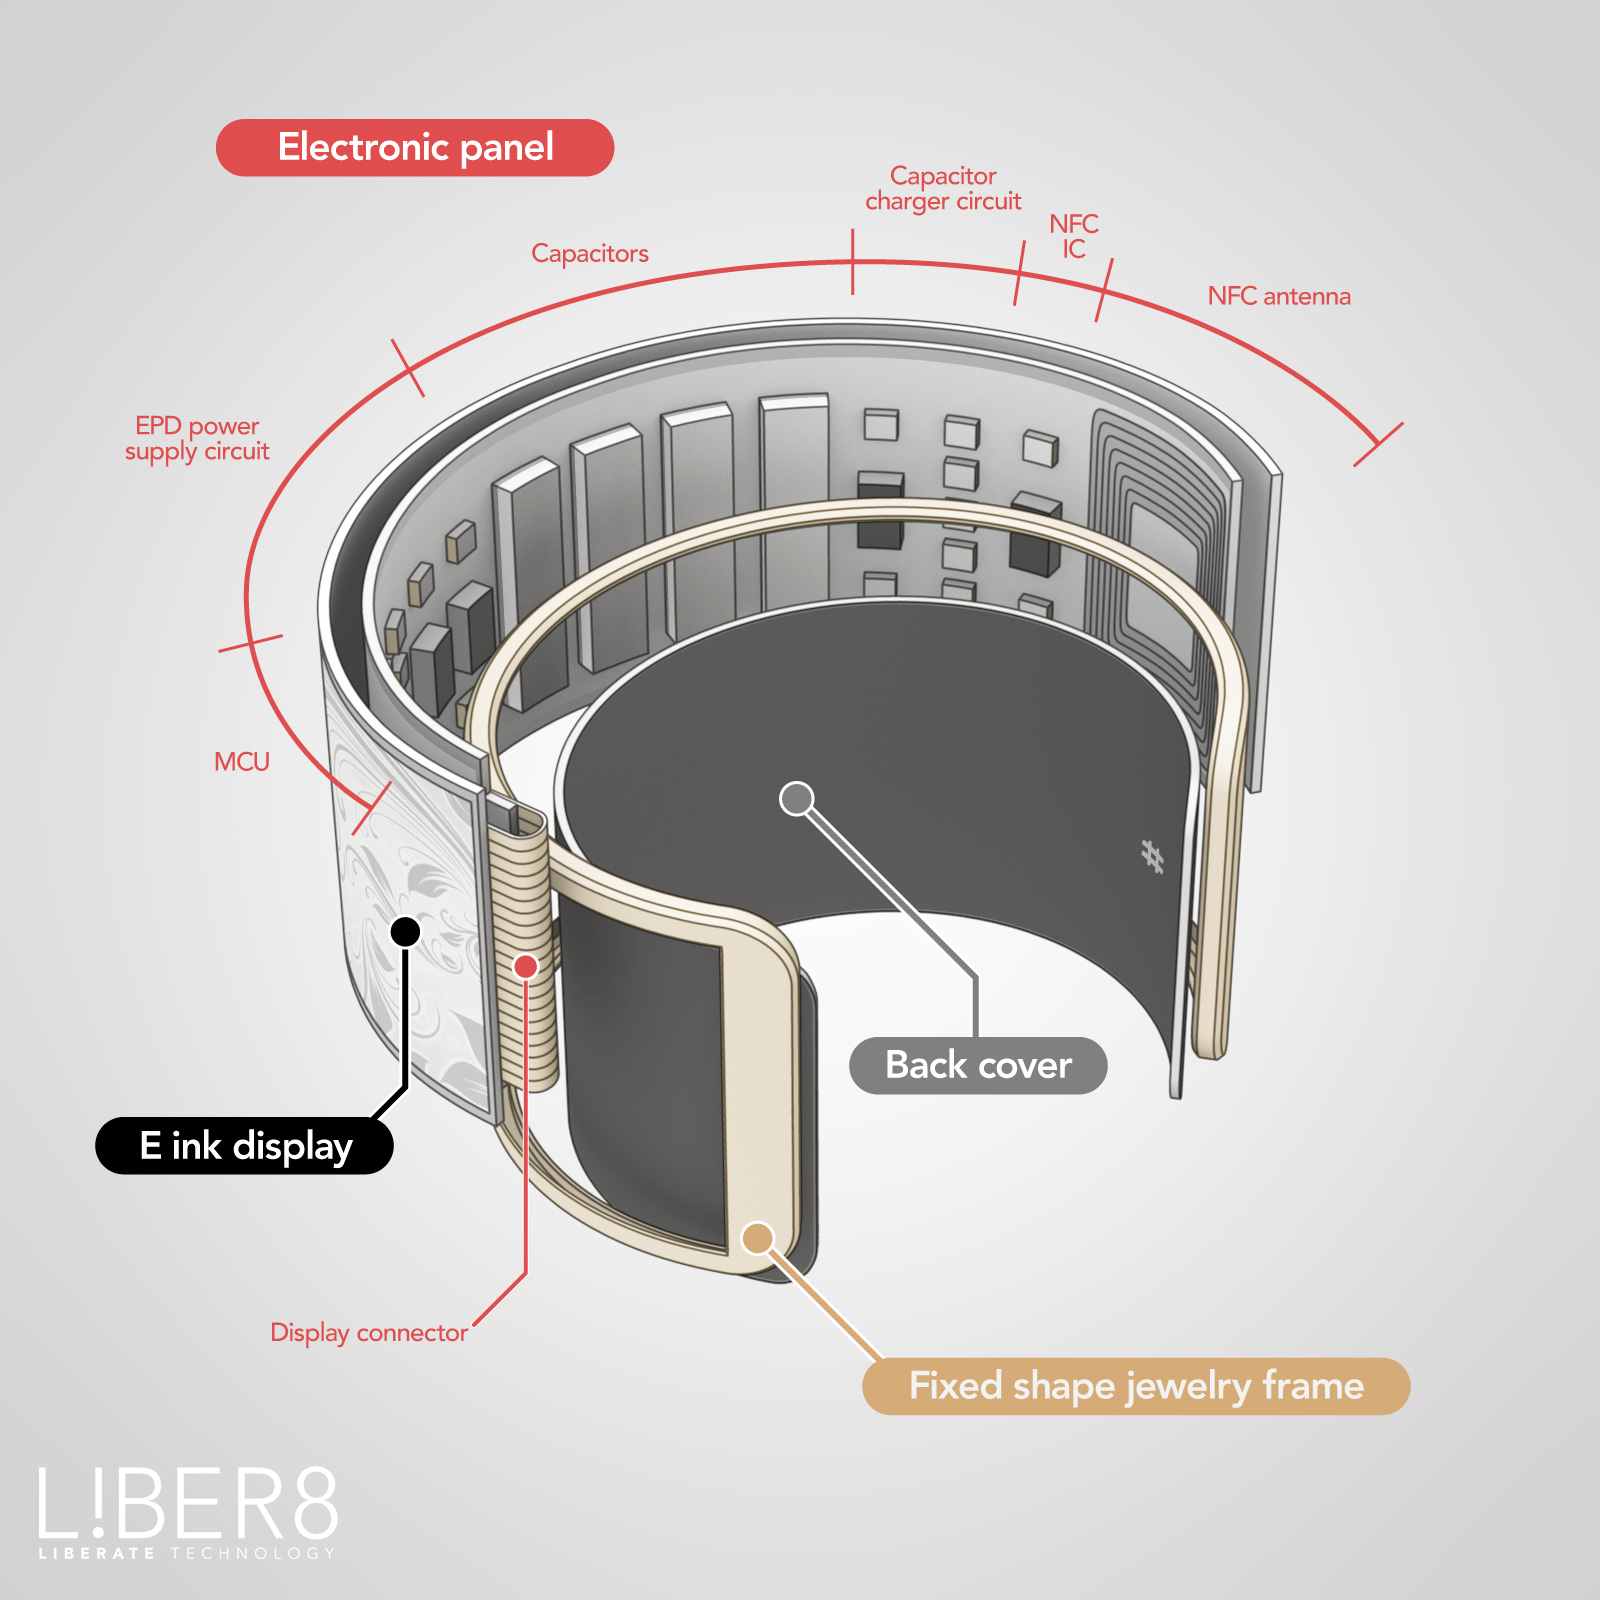 Electronic panel
Capacitor
charger circuit
NFC
IC
Capacitors
NFC antenna
EPD power
supply circuit
MCU
#
Back cover
E ink display
Display connector
Fixed shape jewelry frame
L!BER8
LIBERATE TECHNOLOGY